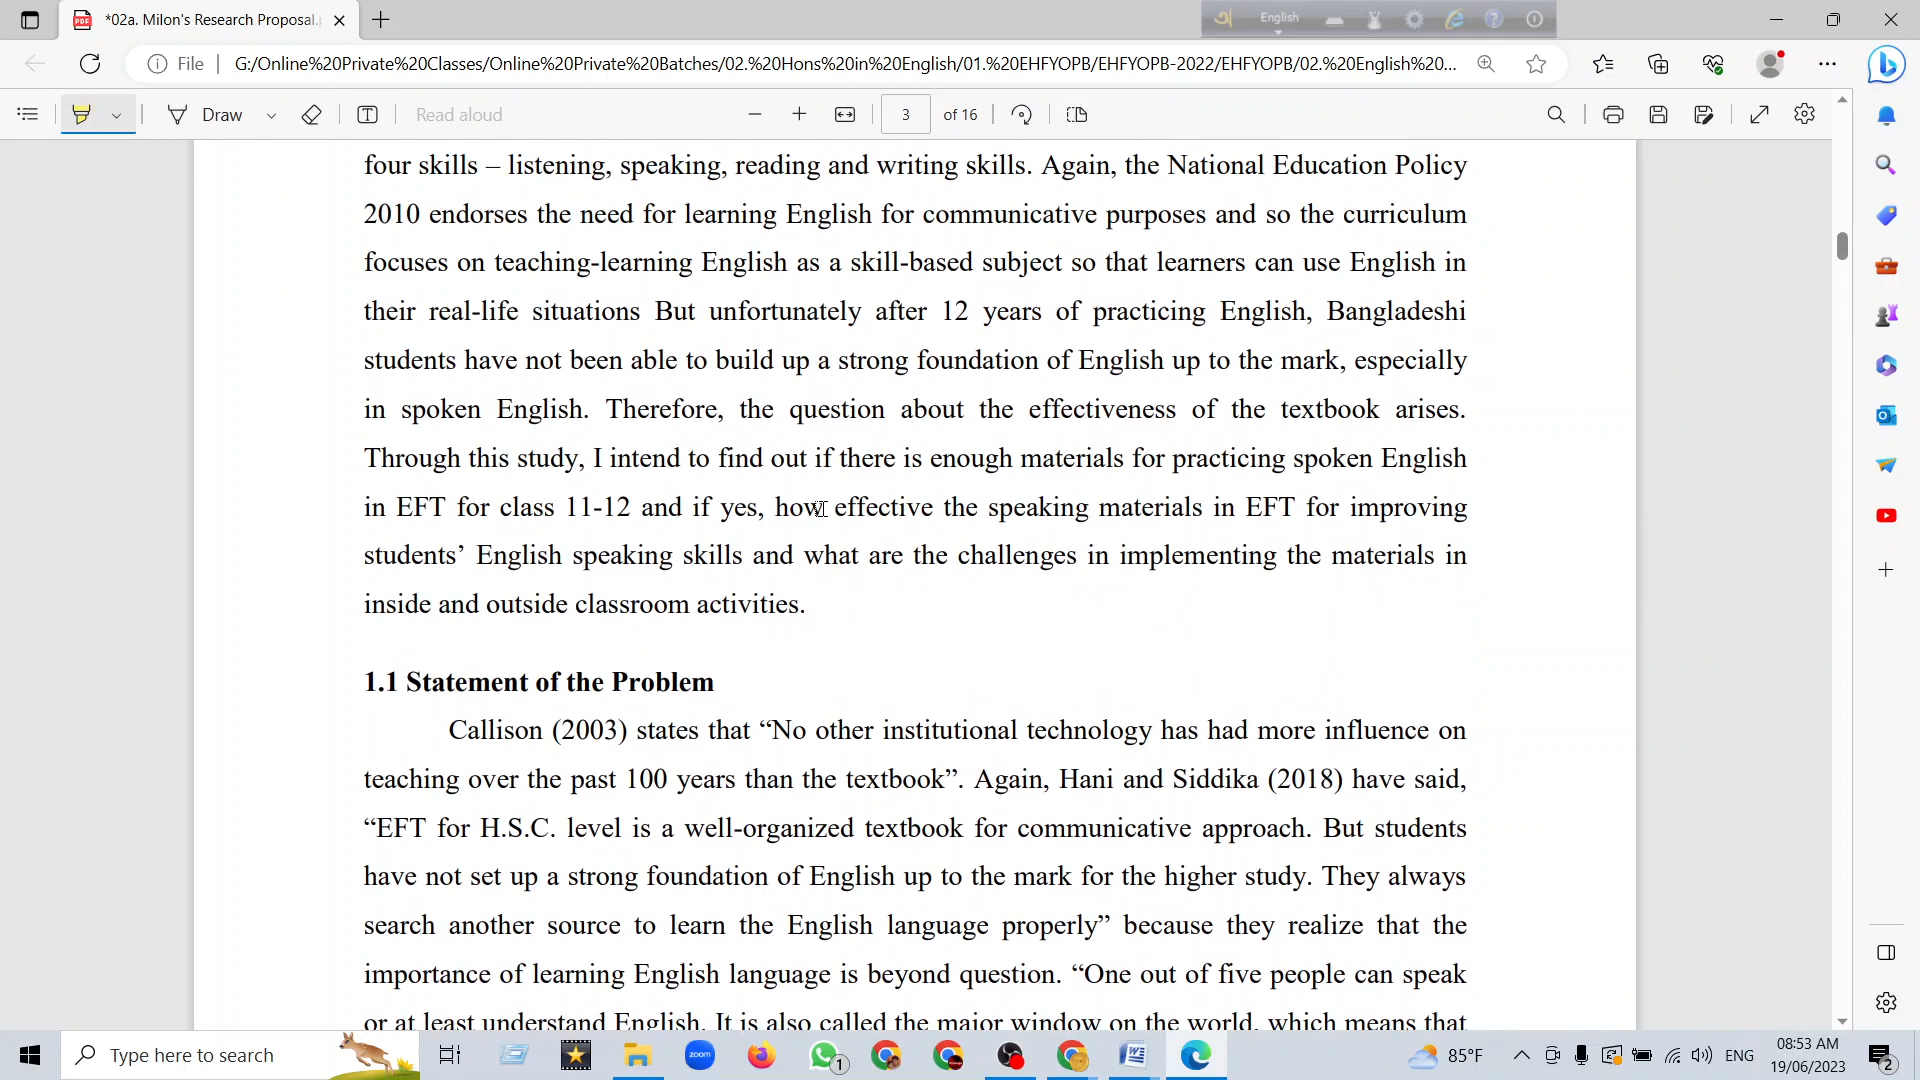 *02a. Milon's Research Proposal.
English
File
G:/Online%20Private%20Classes/Online%20Private%20Batches/02.%20Hons%20in%20English/01.%20EHFYOPB/EHFYOPB-2022/EHFYOPB/02.%20English%20...
Draw
Read aloud
3
of 16
four skills – listening, speaking, reading and writing skills. Again, the National Education Policy
2010 endorses the need for learning English for communicative purposes and so the curriculum
focuses on teaching-learning English as a skill-based subject so that learners can use English in
their real-life situations But unfortunately after 12 years of practicing English, Bangladeshi
students have not been able to build up a strong foundation of English up to the mark, especially
in spoken English. Therefore, the question about the effectiveness of the textbook arises.
Through this study, I intend to find out if there is enough materials for practicing spoken English
in EFT for class 11-12 and if yes, how effective the speaking materials in EFT for improving
students’ English speaking skills and what are the challenges in implementing the materials in
inside and outside classroom activities.
1.1 Statement of the Problem
Callison (2003) states that “No other institutional technology has had more influence on
teaching over the past 100 years than the textbook”. Again, Hani and Siddika (2018) have said,
“EFT for H.S.C. level is a well-organized textbook for communicative approach. But students
have not set up a strong foundation of English up to the mark for the higher study. They always
search another source to learn the English language properly” because they realize that the
importance of learning English language is beyond question. “One out of five people can speak
or at least understand English. It is also called the major window on the world, which means that
Type here to search
zoom
1
85°F
ENG
08:53 AM
19/06/2023
2